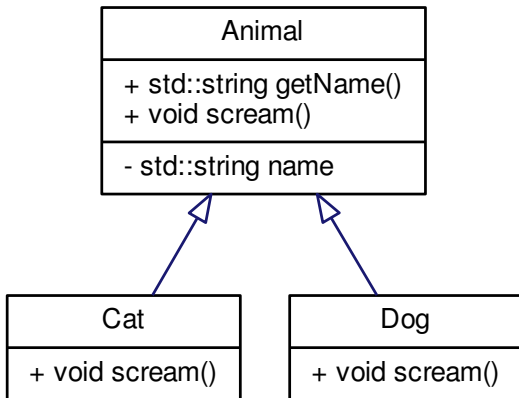 Animal
+ std::string getName()
+ void scream()
- std::string name
Cat
+ void scream()
Dog
+ void scream()